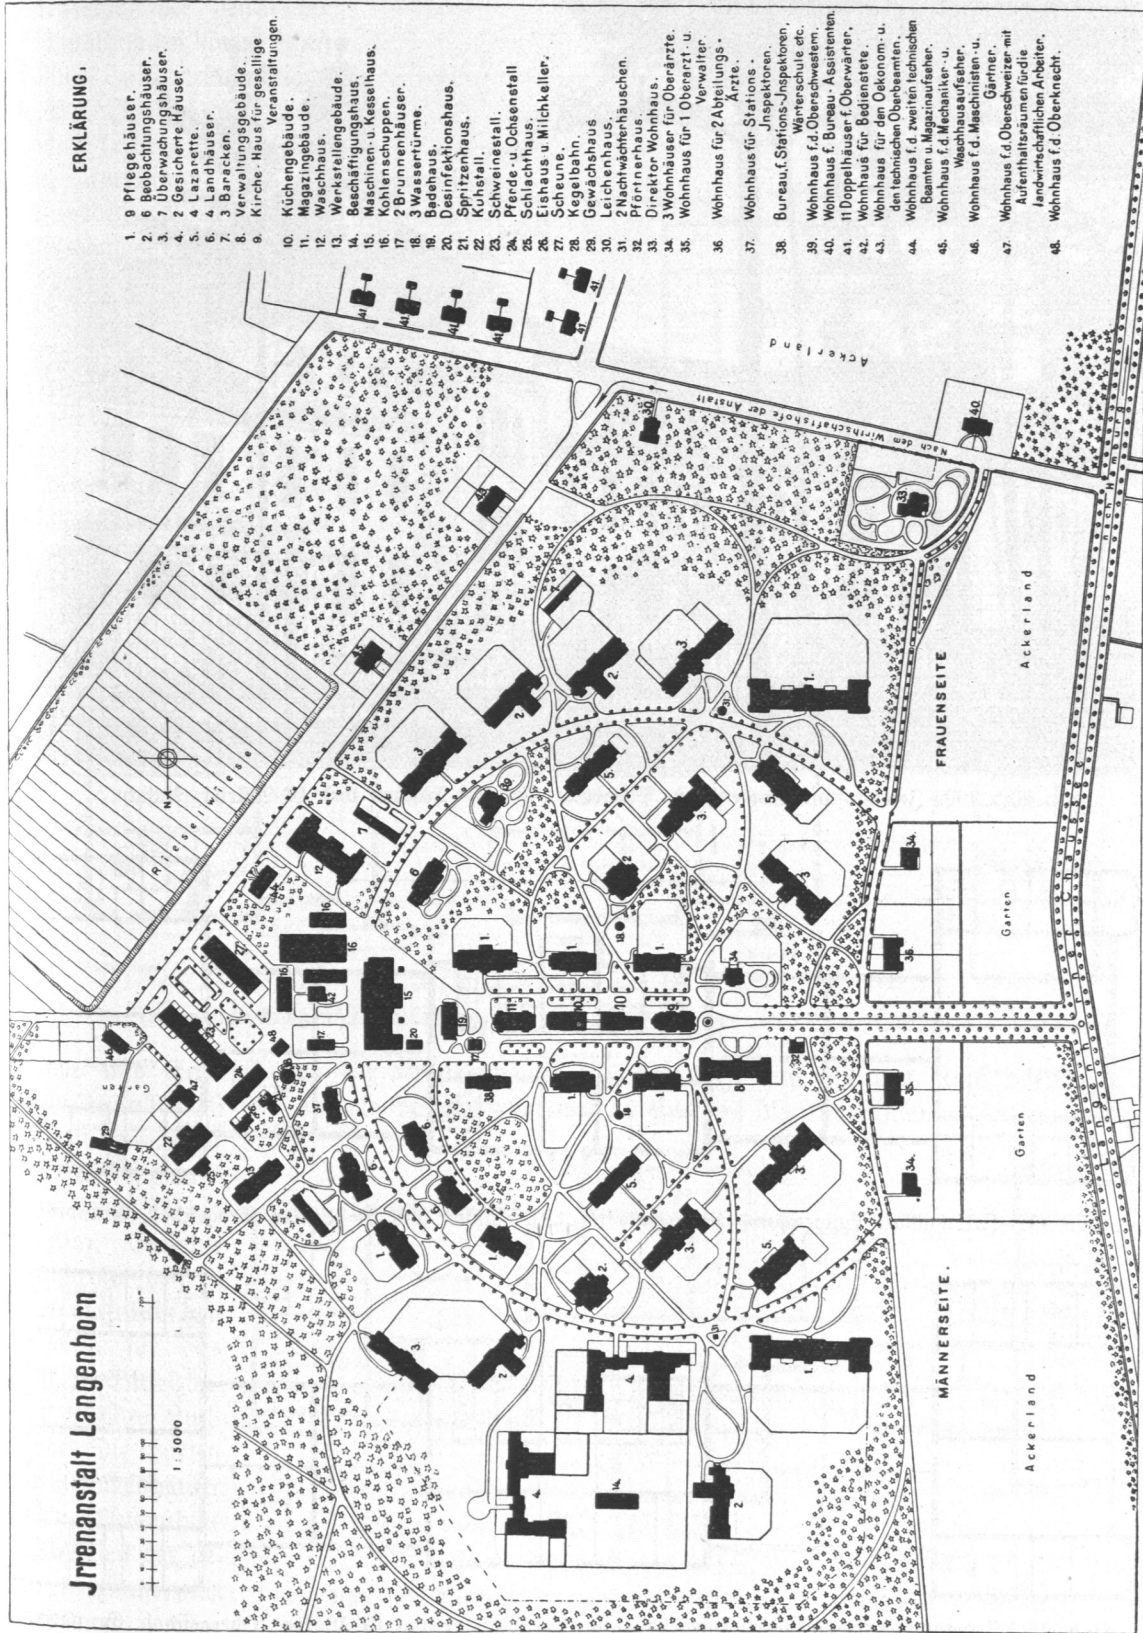 Jrrenanstalt Langenhorn
1:5000
ERKLÄRUNG.
1. 9 Pflegehäuser.
2. 6 Beobachtungshäuser.
3. 7 Überwachungshäuser.
4. 2 Gesicherte Häuser.
5. 4 Lazarette.
6. 4 Landhäuser.
7. 3 Baracken.
8. Verwaltungsgebäude.
9. Kirche-Haus für gesellige
Veranstaltungen.
10. Küchengebäude.
11. Magazingebäude.
12. Waschhaus.
13. Werkstellengebäude.
14. Beschäftigungshaus.
15. Maschinen- u. Kesselhaus.
16. Kohlenschuppen.
17 2 Brunnenhäuser.
18. 3 Wassertürme.
19. Badehaus.
20. Desinfektionshaus.
21. Spritzenhaus.
22. Kuhstall.
23. Schweinestall.
24. Pferde- u. Ochsenstall
25. Schlachthaus.
26. Eishaus u. Milchkeller.
27. Scheune.
28. Kegelbahn.
29. Gewächshaus
30. Leichenhaus.
31. 2 Nachtwächterhäuschen.
32. Pförtnerhaus.
33. Direktor Wohnhaus.
34 3 Wohnhäuser für Oberärzte.
35. Wohnhaus für 1 Oberarzt- u.
Verwalter.
36 Wohnhaus für 2 Abteilungs-
Ärzte.
37. Wohnhaus für Stations-
Jnspektoren.
38. Bureau, f. Stations-Jnspektoren,
Wärterschule etc.
39. Wohnhaus f.d. Oberschwestern.
40. Wohnhaus f. Bureau-Assistenten.
41. 11 Doppelhäuser f. Oberwärter,
42. Wohnhaus für Bedienstete.
43. Wohnhaus für den Oekonom- u.
den technischen Oberbeamten.
44. Wohnhaus f.d. zweiten technischen
Beamten u. Magazinaufseher.
45. Wohnhaus f.d. Mechaniker- u.
Waschhausaufseher.
46. Wohnhaus f.d. Maschinisten- u.
Gärtner.
47. Wohnhaus f.d. Oberschweizer mit
Aufenthaltsräumen für die
landwirtschaftlichen Arbeiter.
48. Wohnhaus f.d. Oberknecht.
Rieselwiese
N
Ackerland
Nach dem Wirthschaftshofe der Anstalt
FRAUENSEITE
Ackerland
Garten
Garten
MÄNNERSEITE.
Ackerland
Langenhorner Chaussee